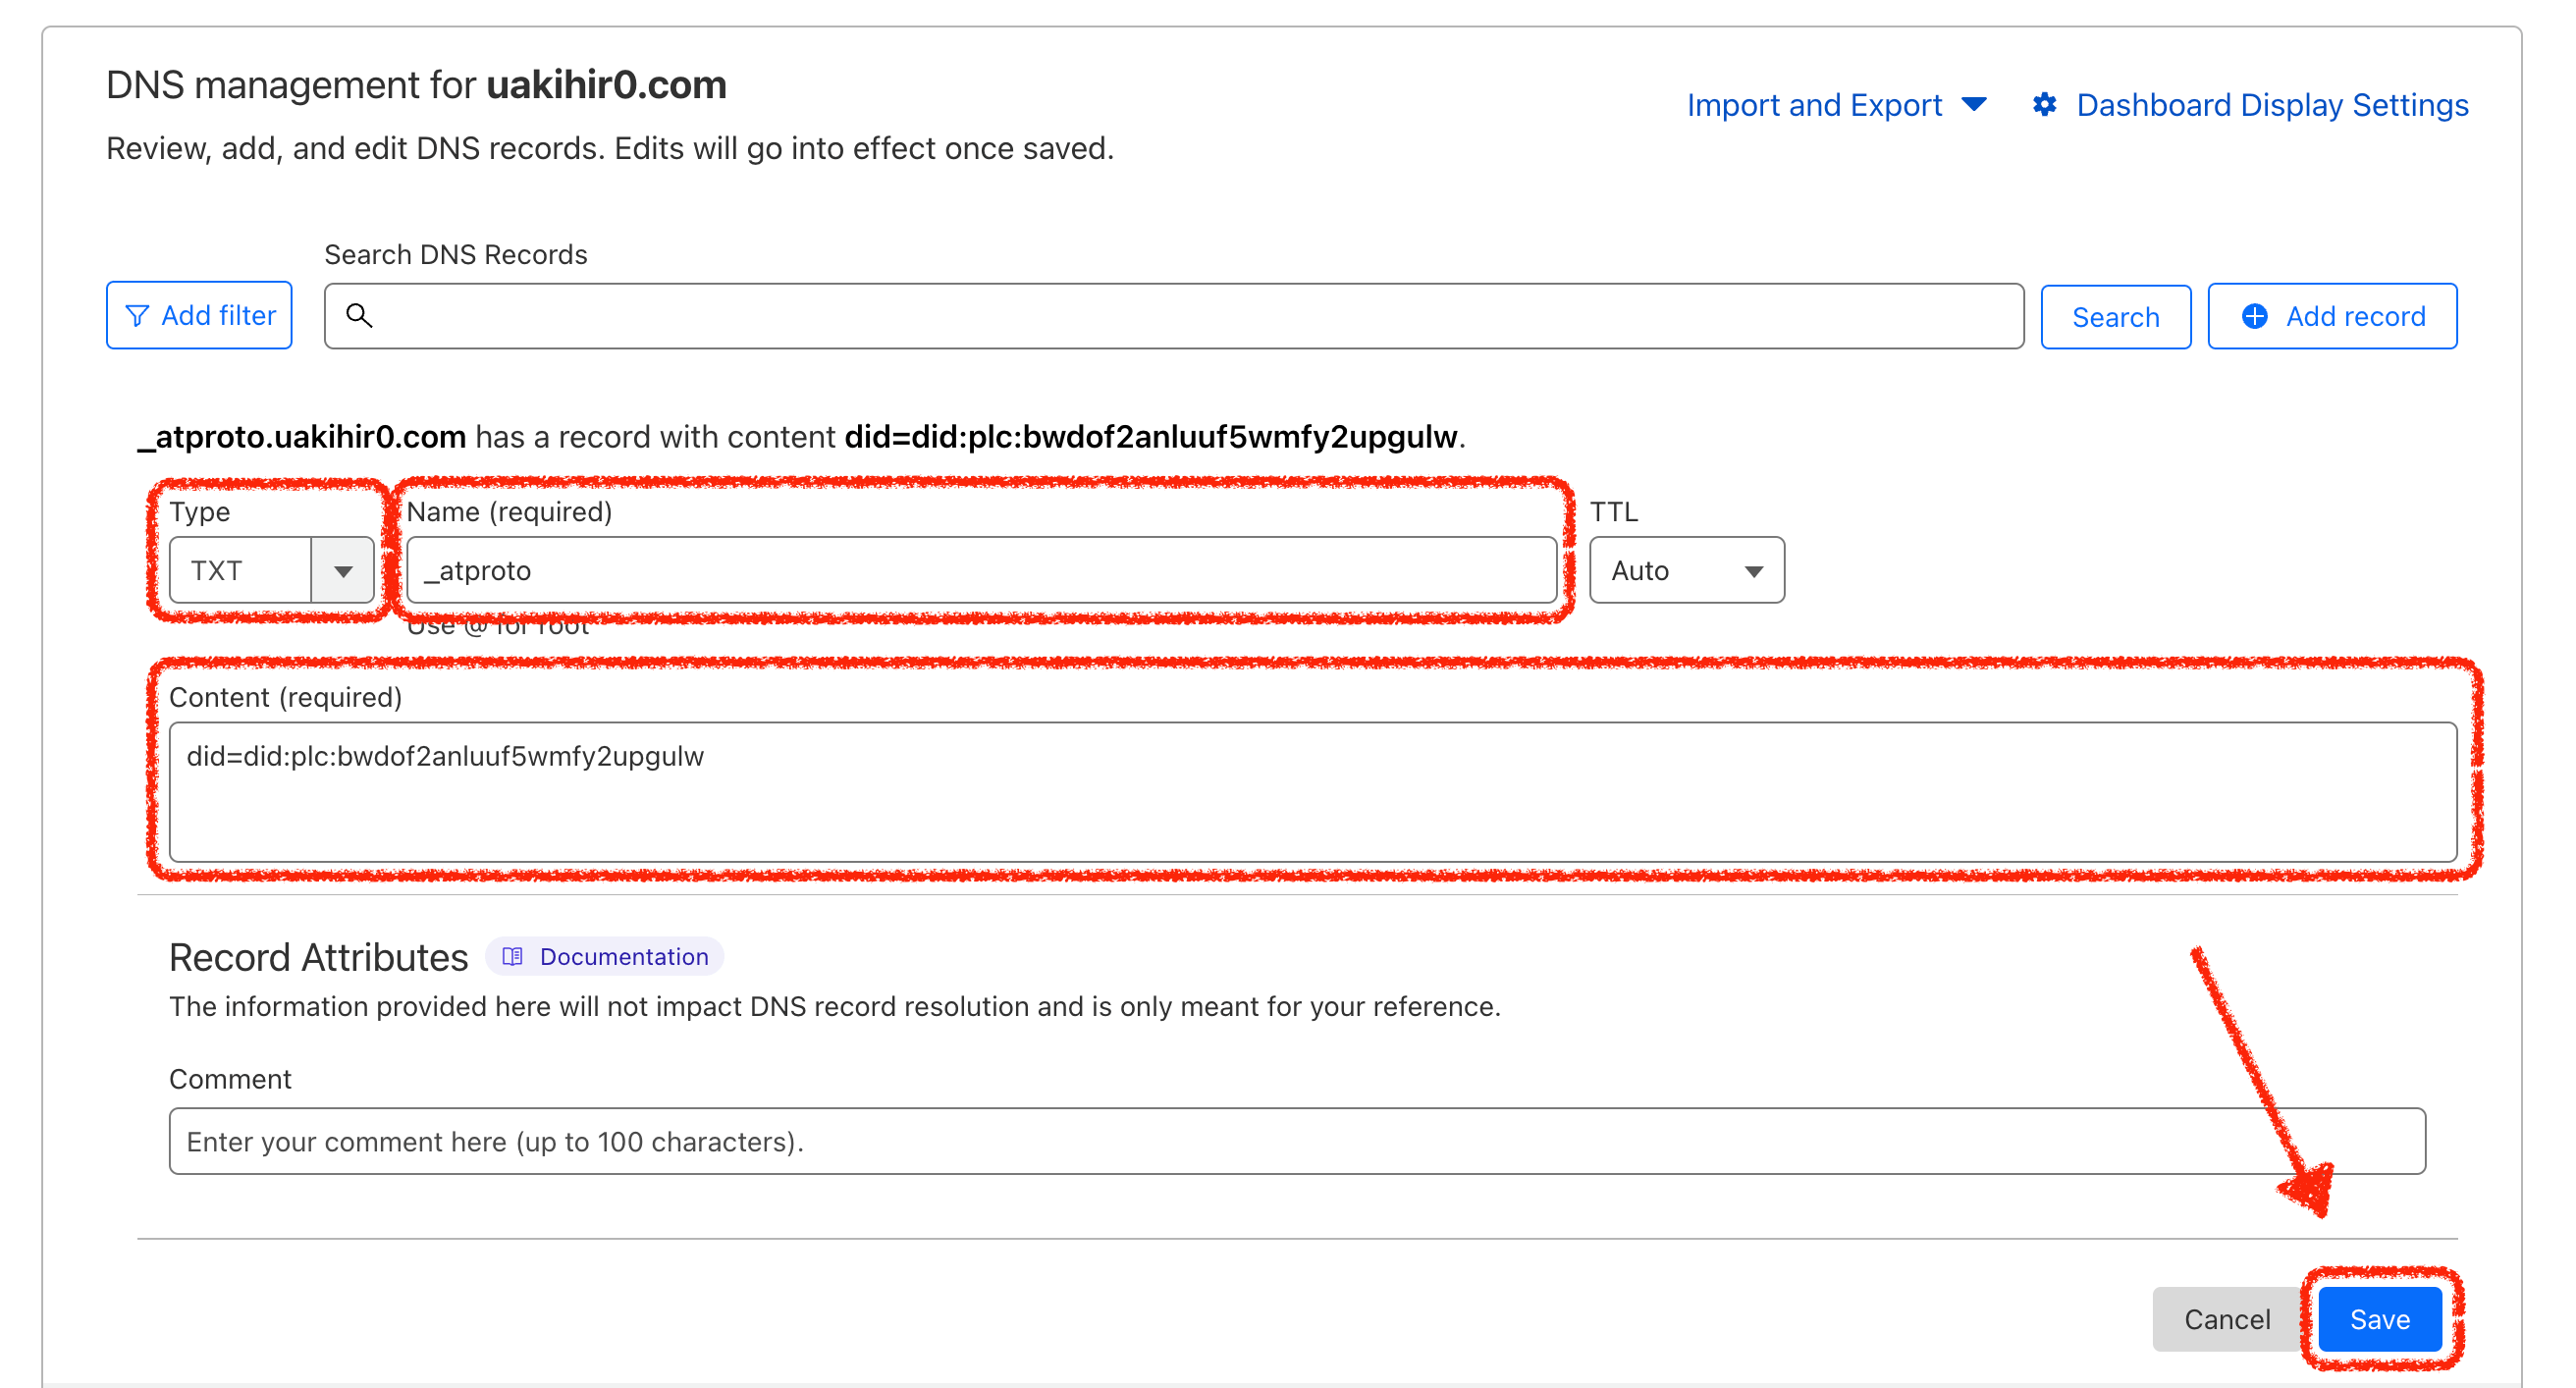 DNS management for uakihir0.com
Import and Export
Dashboard Display Settings
Review, add, and edit DNS records. Edits will go into effect once saved.
Search DNS Records
Add filter
Search
Add record
_atproto.uakihir0.com has a record with content did=did:plc:bwdof2anluuf5wmfy2upgulw.
Type
Name (required)
TTL
TXT
_atproto
Auto
Use @ for root
Content (required)
did=did:plc:bwdof2anluuf5wmfy2upgulw
Record Attributes
Documentation
The information provided here will not impact DNS record resolution and is only meant for your reference.
Comment
Enter your comment here (up to 100 characters).
Cancel
Save